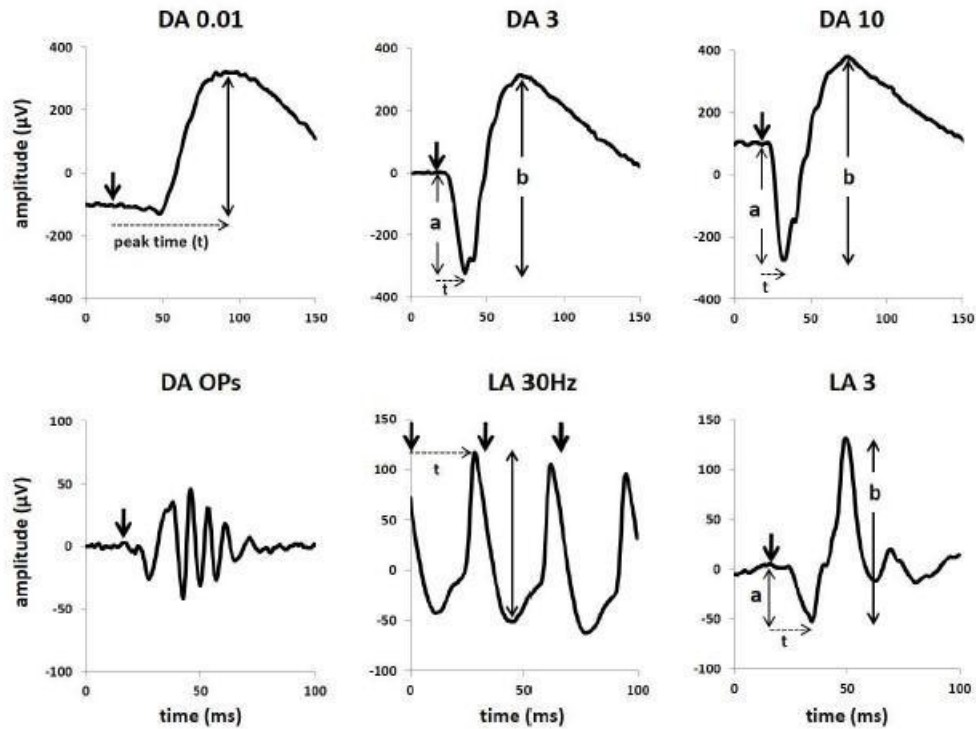 DA 0.01 DA 3 DA 10
400 400 400
200 200 200
0 0 0
-200 -200 -200
-400 -400 -400
amplitude (µV)
peak time (t)
a b t
a b t
0 50 100 150 0 50 100 150 0 50 100 150
DA OPs LA 30Hz LA 3
100 150 150
50 100 100
0 50 50
-50 0 0
-100 -50 -50
-100 -100
amplitude (µV)
t
a b t
0 50 100 0 50 100 0 50 100
time (ms) time (ms) time (ms)